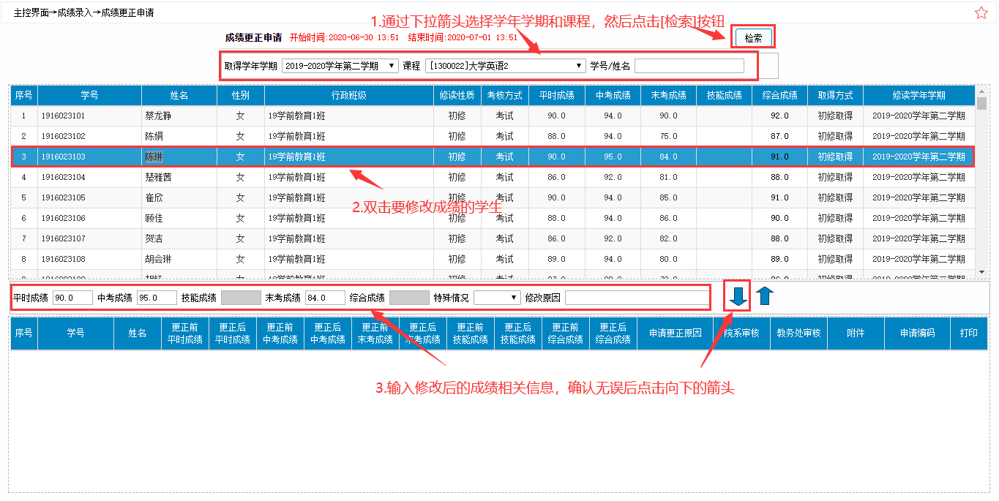 主控界面→成绩录入→成绩更正申请
1.通过下拉箭头选择学年学期和课程，然后点击[检索]按钮
成绩更正申请 开始时间:2020-06-30 13:51 结束时间:2020-07-01 13:51 检索
取得学年学期 2019-2020学年第二学期 课程 [1300022]大学英语2 学号/姓名
序号 学号 姓名 性别 行政班级 修读性质 考核方式 平时成绩 中考成绩 末考成绩 技能成绩 综合成绩 取得方式 修读学年学期
1 1916023101 蔡龙静 女 19学前教育1班 初修 考试 90.0 94.0 90.0 92.0 初修取得 2019-2020学年第二学期
2 1916023102 陈娟 女 19学前教育1班 初修 考试 88.0 94.0 75.0 87.0 初修取得 2019-2020学年第二学期
3 1916023103 陈琳 女 19学前教育1班 初修 考试 90.0 95.0 84.0 91.0 初修取得 2019-2020学年第二学期
4 1916023104 楚雅茜 女 19学前教育1班 初修 考试 86.0 92.0 81.0 88.0 初修取得 2019-2020学年第二学期
5 1916023105 崔欣 女 19学前教育1班 初修 考试 90.0 94.0 85.0 91.0 初修取得 2019-2020学年第二学期
2.双击要修改成绩的学生
6 1916023106 顾佳 女 19学前教育1班 初修 考试 88.0 94.0 86.0 90.0 初修取得 2019-2020学年第二学期
7 1916023107 贺洁 女 19学前教育1班 初修 考试 86.0 92.0 82.0 88.0 初修取得 2019-2020学年第二学期
8 1916023108 胡会琳 女 19学前教育1班 初修 考试 89.0 94.0 80.0 89.0 初修取得 2019-2020学年第二学期
平时成绩 90.0 中考成绩 95.0 技能成绩 末考成绩 84.0 综合成绩 特殊情况 修改原因
序号 学号 姓名 更正前平时成绩 更正后平时成绩 更正前中考成绩 更正后中考成绩 更正前末考成绩 更正后末考成绩 更正前技能成绩 更正后技能成绩 更正前综合成绩 更正后综合成绩 申请更正原因 院系审核 教务处审核 附件 申请编码 打印
3.输入修改后的成绩相关信息，确认无误后点击向下的箭头